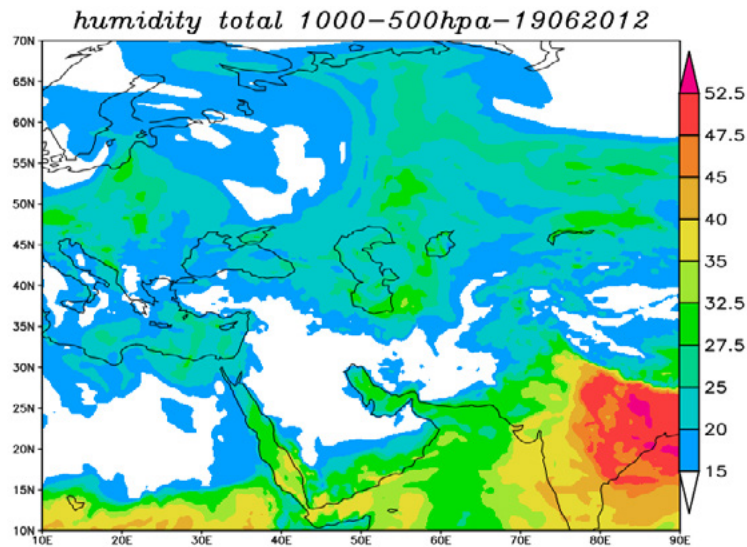 humidity total 1000-500hpa-19062012
70N
65N
60N
55N
50N
45N
40N
35N
30N
25N
20N
15N
10N
10E 20E 30E 40E 50E 60E 70E 80E 90E
52.5
47.5
45
40
35
32.5
27.5
25
20
15